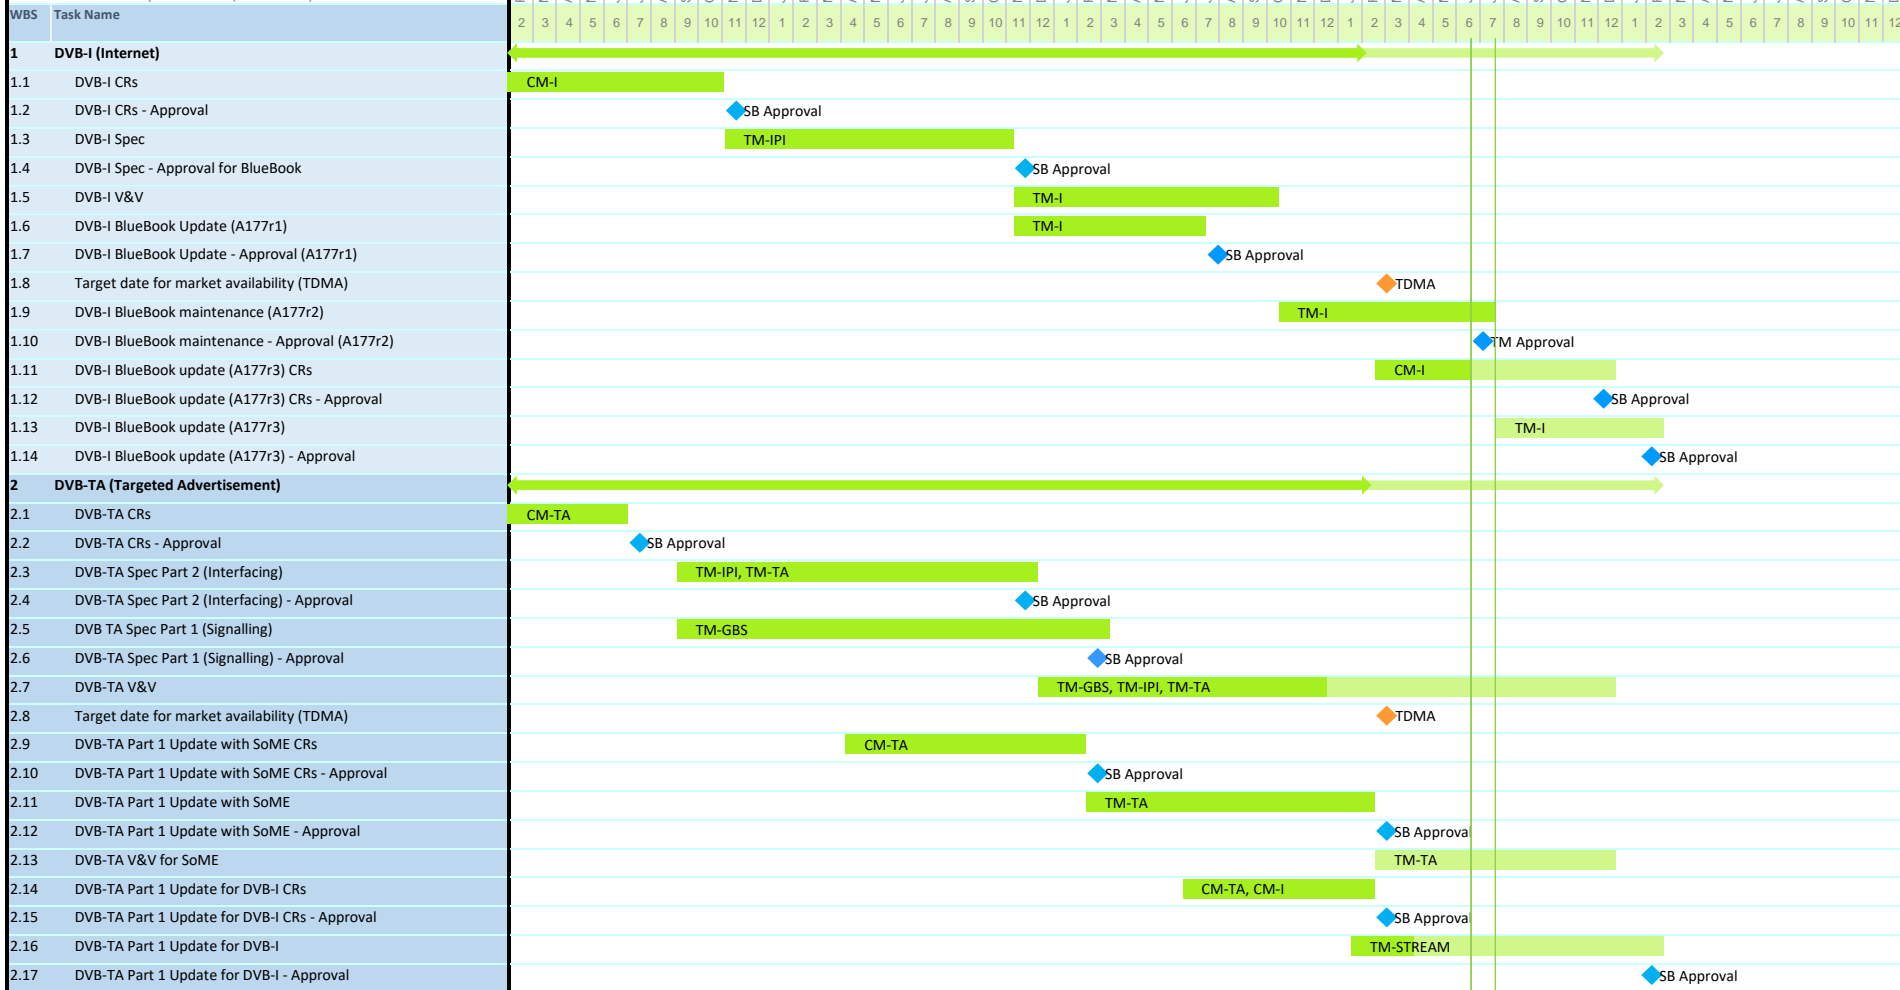 WBS Task Name 2 3 4 5 6 7 8 9 10 11 12 1 2 3 4 5 6 7 8 9 10 11 12 1 2 3 4 5 6 7 8 9 10 11 12 1 2 3 4 5 6 7 8 9 10 11 12 1 2 3 4 5 6 7 8 9 10 11 12
1 DVB-I (Internet)
1.1 DVB-I CRs CM-I
1.2 DVB-I CRs - Approval SB Approval
1.3 DVB-I Spec TM-IPI
1.4 DVB-I Spec - Approval for BlueBook SB Approval
1.5 DVB-I V&V TM-I
1.6 DVB-I BlueBook Update (A177r1) TM-I
1.7 DVB-I BlueBook Update - Approval (A177r1) SB Approval
1.8 Target date for market availability (TDMA) TDMA
1.9 DVB-I BlueBook maintenance (A177r2) TM-I
1.10 DVB-I BlueBook maintenance - Approval (A177r2) TM Approval
1.11 DVB-I BlueBook update (A177r3) CRs CM-I
1.12 DVB-I BlueBook update (A177r3) CRs - Approval SB Approval
1.13 DVB-I BlueBook update (A177r3) TM-I
1.14 DVB-I BlueBook update (A177r3) - Approval SB Approval
2 DVB-TA (Targeted Advertisement)
2.1 DVB-TA CRs CM-TA
2.2 DVB-TA CRs - Approval SB Approval
2.3 DVB-TA Spec Part 2 (Interfacing) TM-IPI, TM-TA
2.4 DVB-TA Spec Part 2 (Interfacing) - Approval SB Approval
2.5 DVB TA Spec Part 1 (Signalling) TM-GBS
2.6 DVB-TA Spec Part 1 (Signalling) - Approval SB Approval
2.7 DVB-TA V&V TM-GBS, TM-IPI, TM-TA
2.8 Target date for market availability (TDMA) TDMA
2.9 DVB-TA Part 1 Update with SoME CRs CM-TA
2.10 DVB-TA Part 1 Update with SoME CRs - Approval SB Approval
2.11 DVB-TA Part 1 Update with SoME TM-TA
2.12 DVB-TA Part 1 Update with SoME - Approval SB Approval
2.13 DVB-TA V&V for SoME TM-TA
2.14 DVB-TA Part 1 Update for DVB-I CRs CM-TA, CM-I
2.15 DVB-TA Part 1 Update for DVB-I CRs - Approval SB Approval
2.16 DVB-TA Part 1 Update for DVB-I TM-STREAM
2.17 DVB-TA Part 1 Update for DVB-I - Approval SB Approval